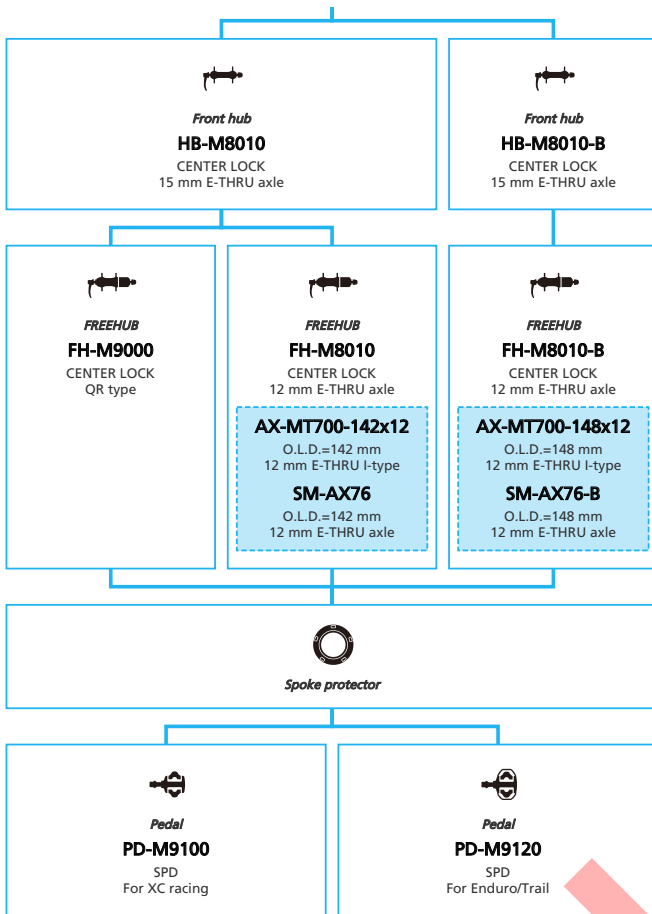 Front hub
HB-M8010
CENTER LOCK
15 mm E-THRU axle
Front hub
HB-M8010-B
CENTER LOCK
15 mm E-THRU axle
FREEHUB
FH-M9000
CENTER LOCK
QR type
FREEHUB
FH-M8010
CENTER LOCK
12 mm E-THRU axle
AX-MT700-142x12
O.L.D.=142 mm
12 mm E-THRU I-type
SM-AX76
O.L.D.=142 mm
12 mm E-THRU axle
FREEHUB
FH-M8010-B
CENTER LOCK
12 mm E-THRU axle
AX-MT700-148x12
O.L.D.=148 mm
12 mm E-THRU I-type
SM-AX76-B
O.L.D.=148 mm
12 mm E-THRU axle
Spoke protector
Pedal
PD-M9100
SPD
For XC racing
Pedal
PD-M9120
SPD
For Enduro/Trail